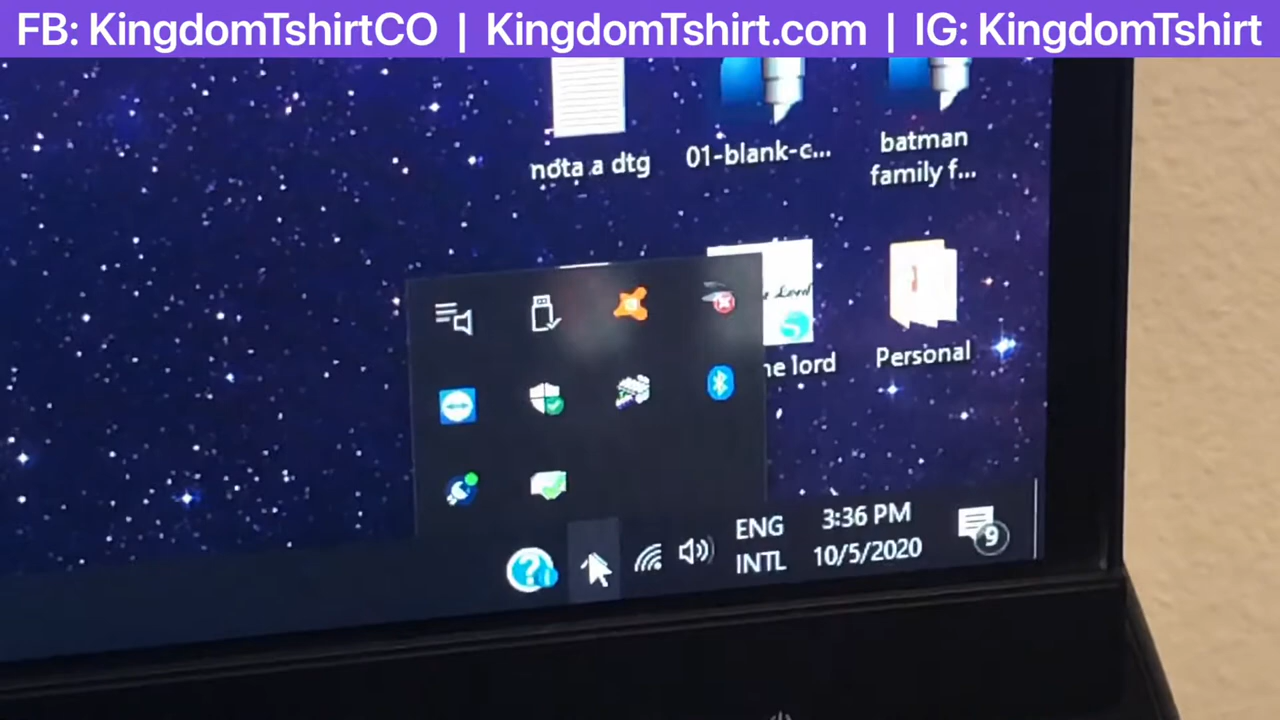 FB: KingdomTshirtCO | KingdomTshirt.com | IG: KingdomTshirt
nota a dtg
01-blank-c...
batman
family f...
he lord
Personal
ENG
INTL
3:36 PM
10/5/2020
9